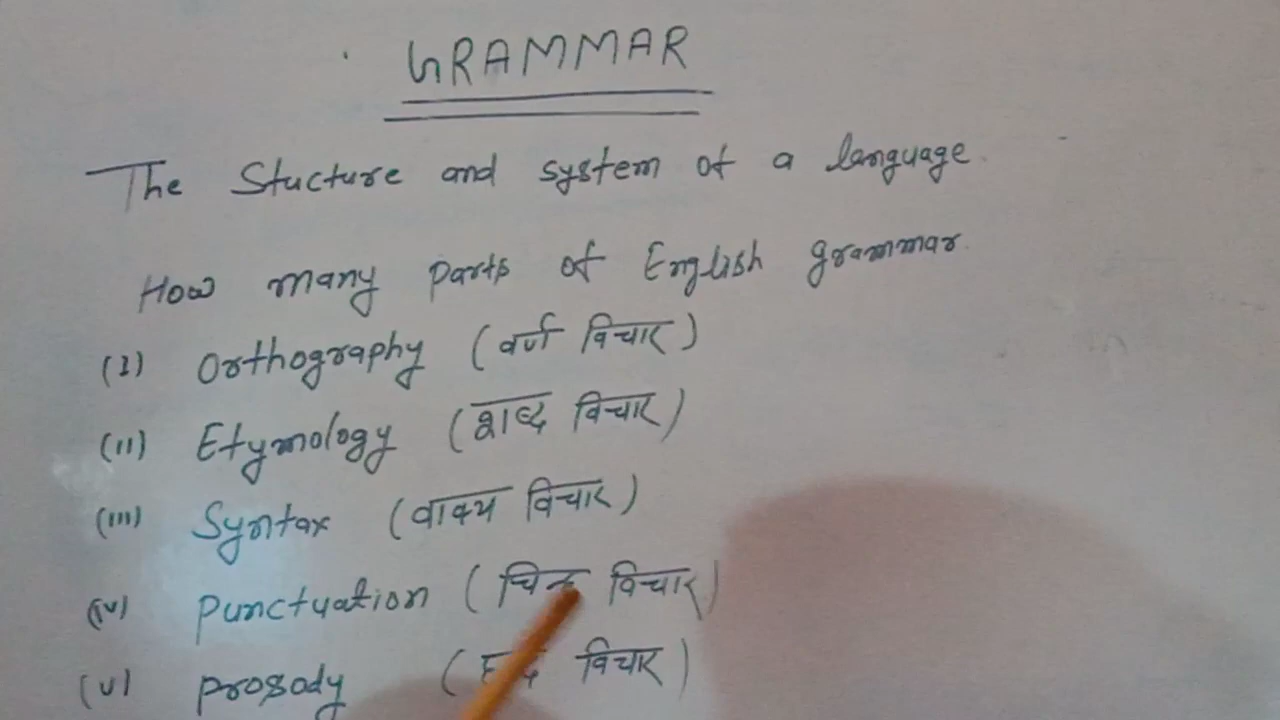 GRAMMAR
The Stucture and system of a language.
How many parts of English grammar.
(I) Orthography (वर्ण विचार)
(II) Etymology (शब्द विचार)
(III) Syntax (वाक्य विचार)
(IV) Punctuation ( विचार)
(V) Prosody ( विचार)